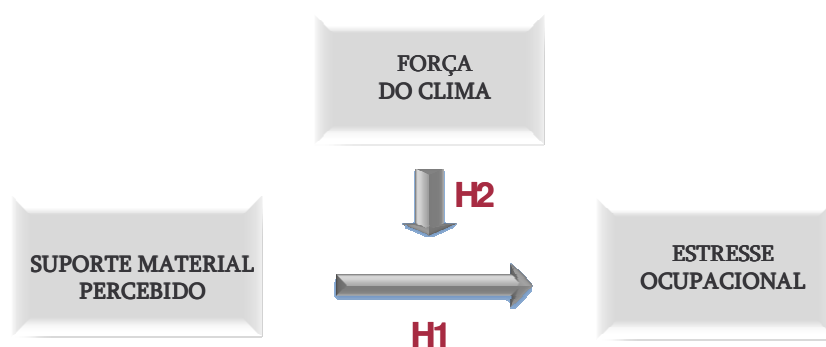 FORÇA
DO CLIMA
H2
SUPORTE MATERIAL
PERCEBIDO
ESTRESSE
OCUPACIONAL
H1